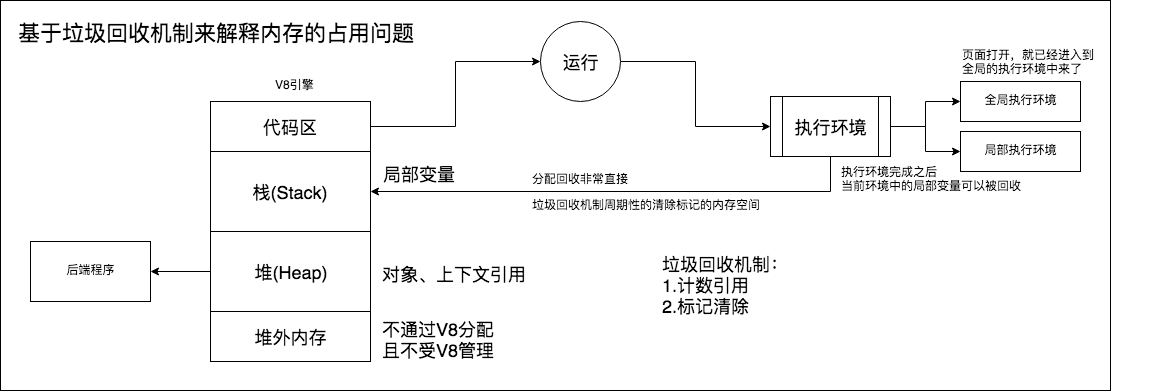 基于垃圾回收机制来解释内存的占用问题
V8引擎
代码区
栈(Stack)
堆(Heap)
堆外内存
后端程序
局部变量
对象、上下文引用
不通过V8分配
且不受V8管理
运行
执行环境
页面打开，就已经进入到
全局的执行环境中来了
全局执行环境
局部执行环境
执行环境完成之后
当前环境中的局部变量可以被回收
分配回收非常直接
垃圾回收机制周期性的清除标记的内存空间
垃圾回收机制：
1.计数引用
2.标记清除